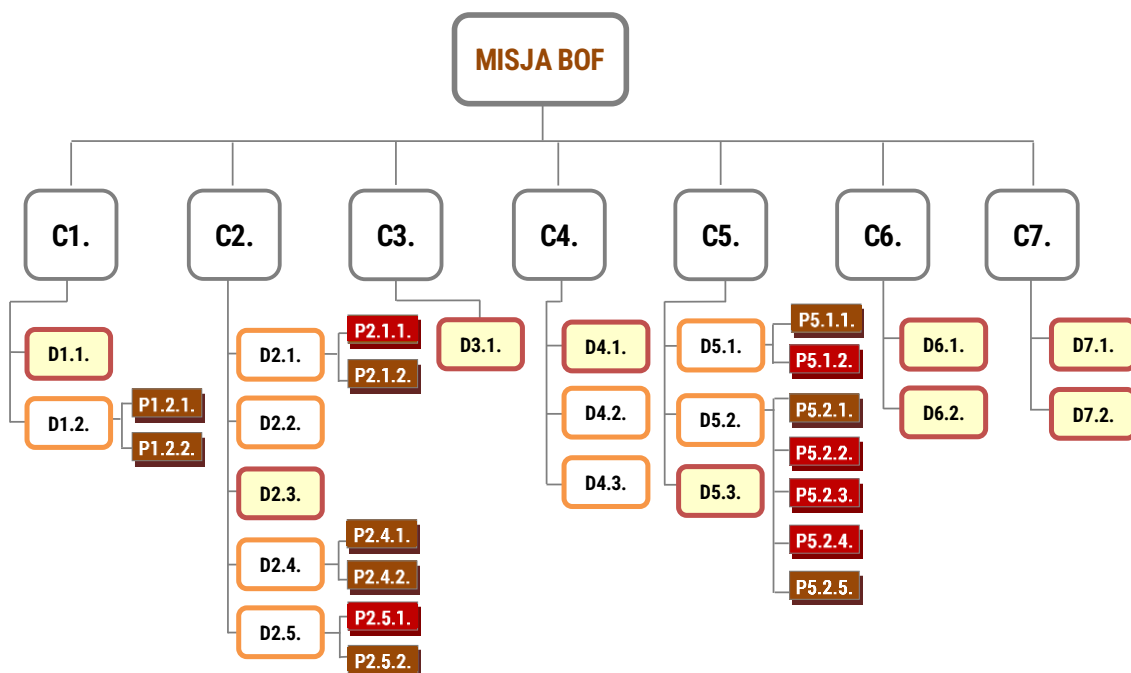 MISJA BOF
C1.
C2.
C3.
C4.
C5.
C6.
C7.
D1.1.
D1.2.
P1.2.1.
P1.2.2.
D2.1.
P2.1.1.
P2.1.2.
D2.2.
D2.3.
D2.4.
P2.4.1.
P2.4.2.
D2.5.
P2.5.1.
P2.5.2.
D3.1.
D4.1.
D4.2.
D4.3.
D5.1.
P5.1.1.
P5.1.2.
D5.2.
P5.2.1.
P5.2.2.
P5.2.3.
P5.2.4.
P5.2.5.
D5.3.
D6.1.
D6.2.
D7.1.
D7.2.